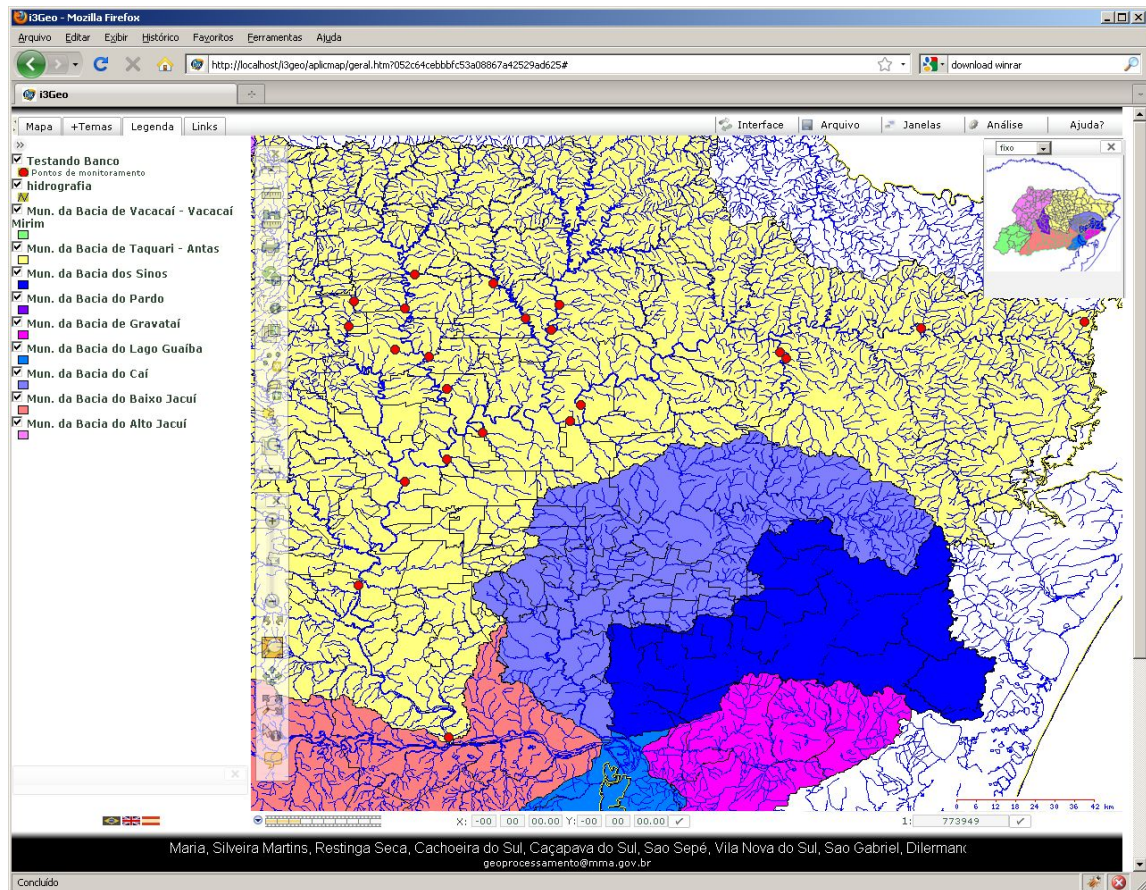 i3Geo - Mozilla Firefox
Arquivo Editar Exibir Histórico Favoritos Ferramentas Ajuda
http://localhost/i3geo/aplicmap/geral.htm?052c64cebbbfc53a08867a42529ad625#
download winrar
i3Geo
Mapa +Temas Legenda Links
Interface Arquivo Janelas Análise Ajuda?
fixo
Testando Banco
Pontos de monitoramento
hidrografia
Mun. da Bacia de Vacacaí - Vacacaí
Mirim
Mun. da Bacia de Taquari - Antas
Mun. da Bacia dos Sinos
Mun. da Bacia do Pardo
Mun. da Bacia de Gravataí
Mun. da Bacia do Lago Guaíba
Mun. da Bacia do Caí
Mun. da Bacia do Baixo Jacuí
Mun. da Bacia do Alto Jacuí
0 6 12 18 24 30 36 42 km
X: -00 00 00.00 Y: -00 00 00.00
1: 773949
Maria, Silveira Martins, Restinga Seca, Cachoeira do Sul, Caçapava do Sul, Sao Sepé, Vila Nova do Sul, Sao Gabriel, Dilermand
geoprocessamento@mma.gov.br
Concluído